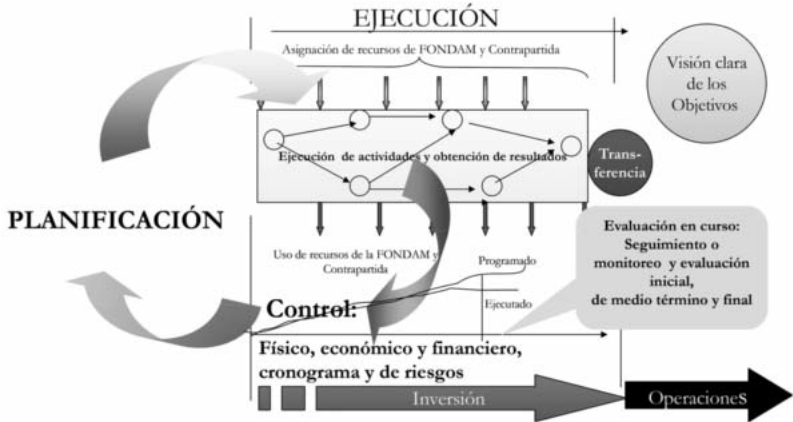 EJECUCIÓN
Asignación de recursos de FONDAM y Contrapartida
Visión clara
de los
Objetivos
Ejecución de actividades y obtención de resultados
Trans-
ferencia
PLANIFICACIÓN
Uso de recursos de la FONDAM y
Contrapartida
Programado
Ejecutado
Evaluación en curso:
Seguimiento o
monitoreo y evaluación
inicial,
de medio término y final
Control:
Físico, económico y financiero,
cronograma y de riesgos
Inversión
Operaciones